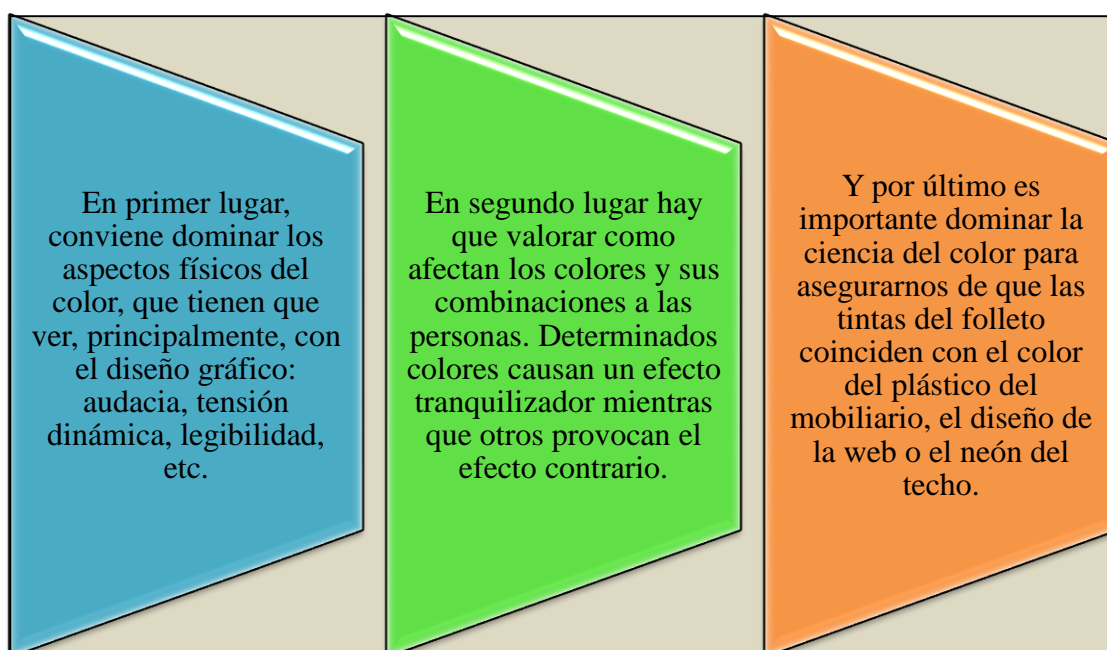 En primer lugar,
conviene dominar los
aspectos físicos del
color, que tienen que
ver, principalmente, con
el diseño gráfico:
audacia, tensión
dinámica, legibilidad,
etc.
En segundo lugar hay
que valorar como
afectan los colores y sus
combinaciones a las
personas. Determinados
colores causan un efecto
tranquilizador mientras
que otros provocan el
efecto contrario.
Y por último es
importante dominar la
ciencia del color para
asegurarnos de que las
tintas del folleto
coinciden con el color
del plástico del
mobiliario, el diseño de
la web o el neón del
techo.